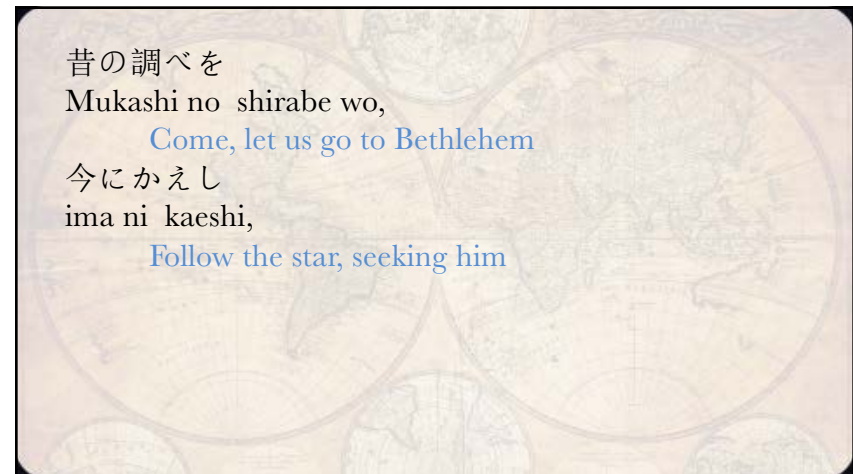 昔の調べを
Mukashi no shirabe wo,
Come, let us go to Bethlehem
今にかえし
ima ni kaeshi,
Follow the star, seeking him